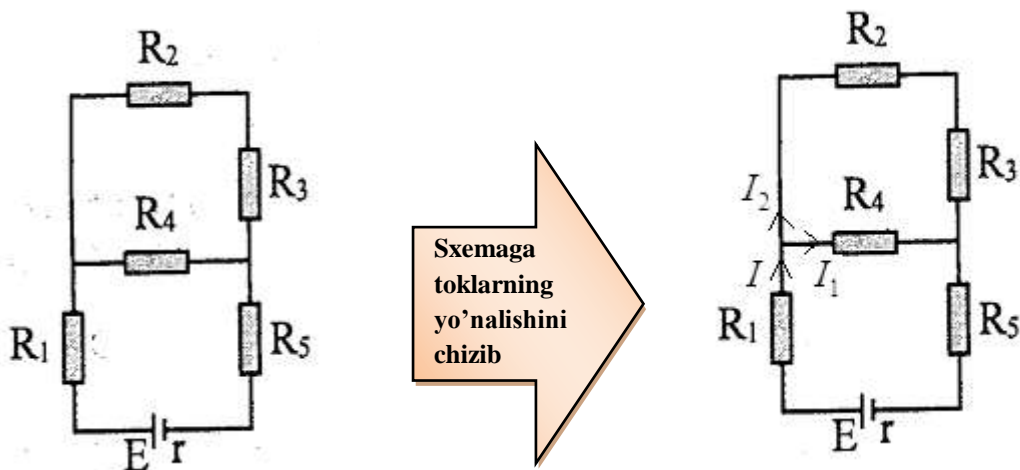 R2
R3
R4
R1
R5
E r
Sxemaga
toklarning
yo’nalishini
chizib
R2
R3
I2
R4
I
I1
R1
R5
E r